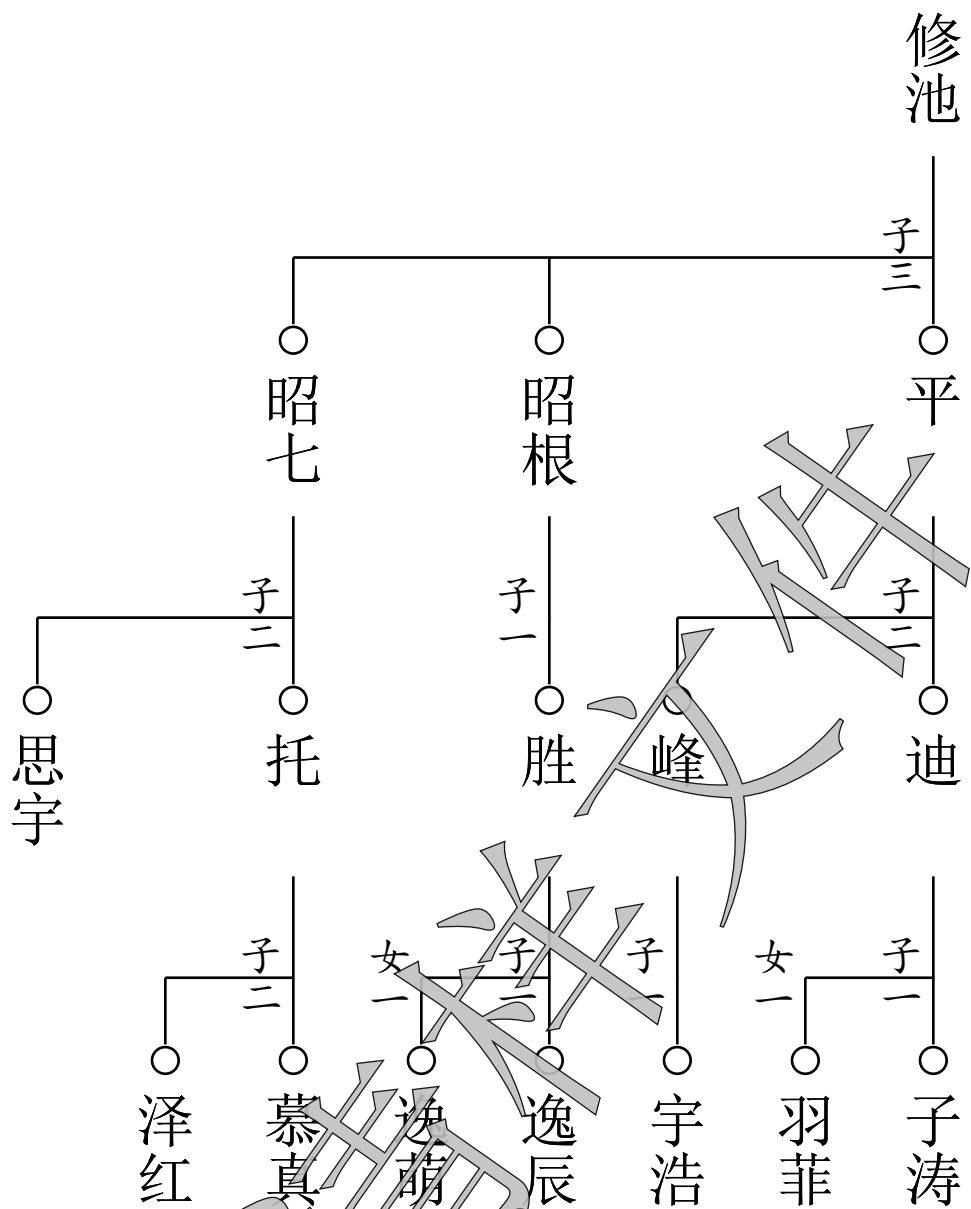 修池
子三
平
昭根
昭七
子二
子一
子二
迪
峰
胜
托
思宇
子一
女一
子一
子一
女一
子二
子涛
羽菲
宇浩
逸辰
逸萌
慕真
泽红